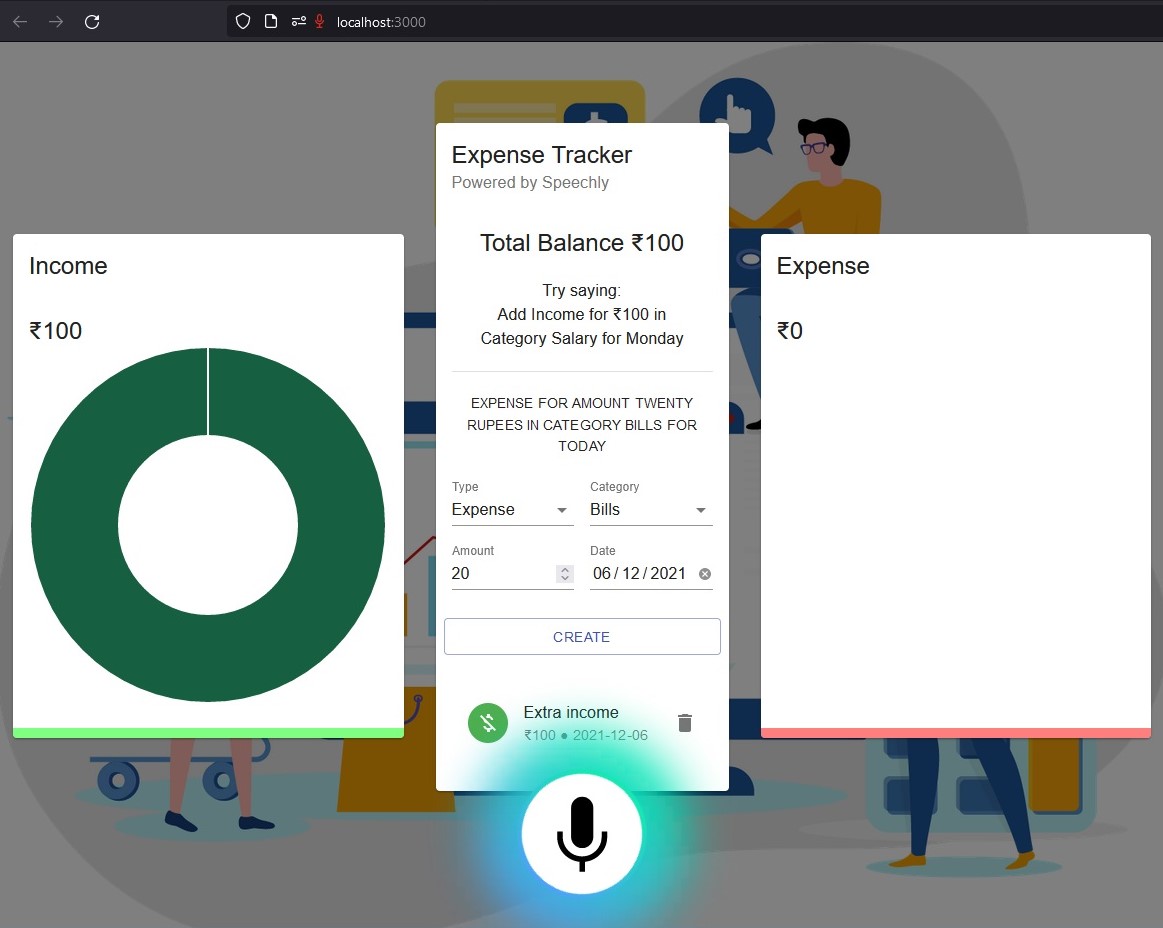 localhost:3000
Expense Tracker
Powered by Speechly
Total Balance ₹100
Try saying:
Add Income for ₹100 in
Category Salary for Monday
Income
₹100
Expense
₹0
EXPENSE FOR AMOUNT TWENTY
RUPEES IN CATEGORY BILLS FOR
TODAY
Type
Category
Expense
Bills
Amount
Date
20
06/12/2021
CREATE
Extra income
₹100 ● 2021-12-06